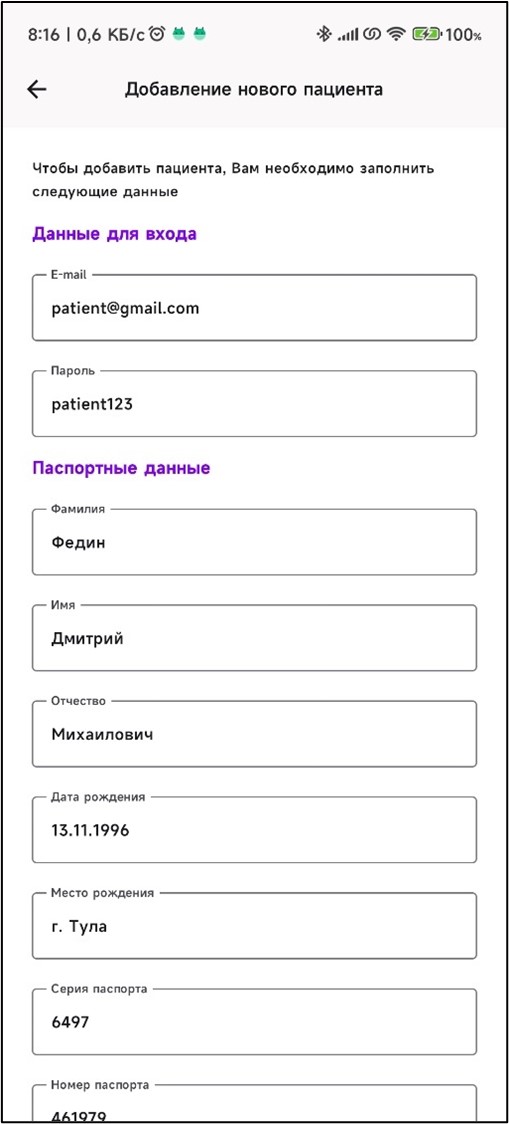 8:16 | 0,6 КБ/с 100%
Добавление нового пациента
Чтобы добавить пациента, Вам необходимо заполнить
следующие данные
Данные для входа
E-mail
patient@gmail.com
Пароль
patient123
Паспортные данные
Фамилия
Федин
Имя
Дмитрий
Отчество
Михаилович
Дата рождения
13.11.1996
Место рождения
г. Тула
Серия паспорта
6497
Номер паспорта
461979